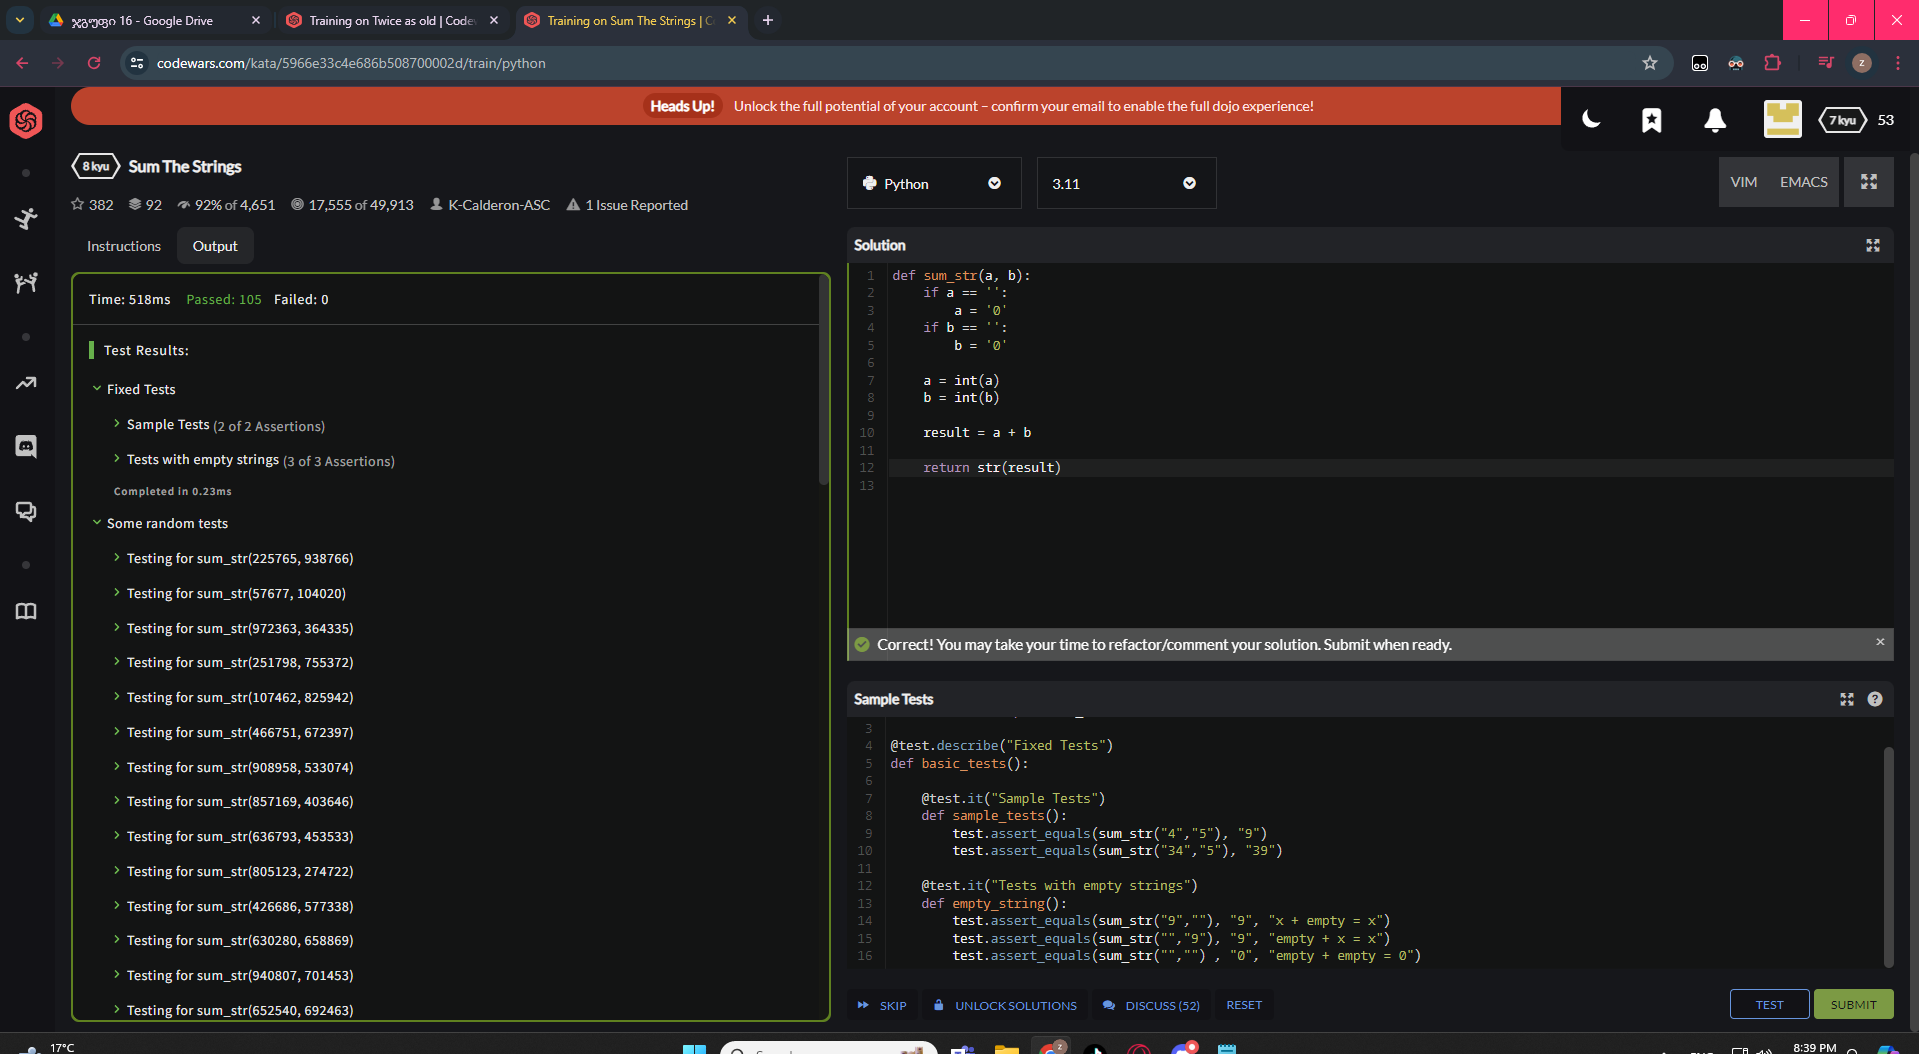 ჯგუფი 16 - Google Drive
Training on Twice as old | Codew
Training on Sum The Strings | C
codewars.com/kata/5966e33c4e686b508700002d/train/python
Z
Heads Up! Unlock the full potential of your account – confirm your email to enable the full dojo experience!
7 kyu 53
8 kyu Sum The Strings
382 92 92% of 4,651 17,555 of 49,913 K-Calderon-ASC 1 Issue Reported
Instructions Output
Time: 518ms Passed: 105 Failed: 0
Test Results:
Fixed Tests
Sample Tests (2 of 2 Assertions)
Tests with empty strings (3 of 3 Assertions)
Completed in 0.23ms
Some random tests
Testing for sum_str(225765, 938766)
Testing for sum_str(57677, 104020)
Testing for sum_str(972363, 364335)
Testing for sum_str(251798, 755372)
Testing for sum_str(107462, 825942)
Testing for sum_str(466751, 672397)
Testing for sum_str(908958, 533074)
Testing for sum_str(857169, 403646)
Testing for sum_str(636793, 453533)
Testing for sum_str(805123, 274722)
Testing for sum_str(426686, 577338)
Testing for sum_str(630280, 658869)
Testing for sum_str(940807, 701453)
Testing for sum_str(652540, 692463)
Python 3.11 VIM EMACS
Solution
1 def sum_str(a, b):
2 if a == '':
3 a = '0'
4 if b == '':
5 b = '0'
6
7 a = int(a)
8 b = int(b)
9
10 result = a + b
11
12 return str(result)
13
Correct! You may take your time to refactor/comment your solution. Submit when ready.
Sample Tests
3
4 @test.describe("Fixed Tests")
5 def basic_tests():
6
7 @test.it("Sample Tests")
8 def sample_tests():
9 test.assert_equals(sum_str("4","5"), "9")
10 test.assert_equals(sum_str("34","5"), "39")
11
12 @test.it("Tests with empty strings")
13 def empty_string():
14 test.assert_equals(sum_str("9",""), "9", "x + empty = x")
15 test.assert_equals(sum_str("","9"), "9", "empty + x = x")
16 test.assert_equals(sum_str("","") , "0", "empty + empty = 0")
SKIP UNLOCK SOLUTIONS DISCUSS (52) RESET TEST SUBMIT
17°C
8:39 PM